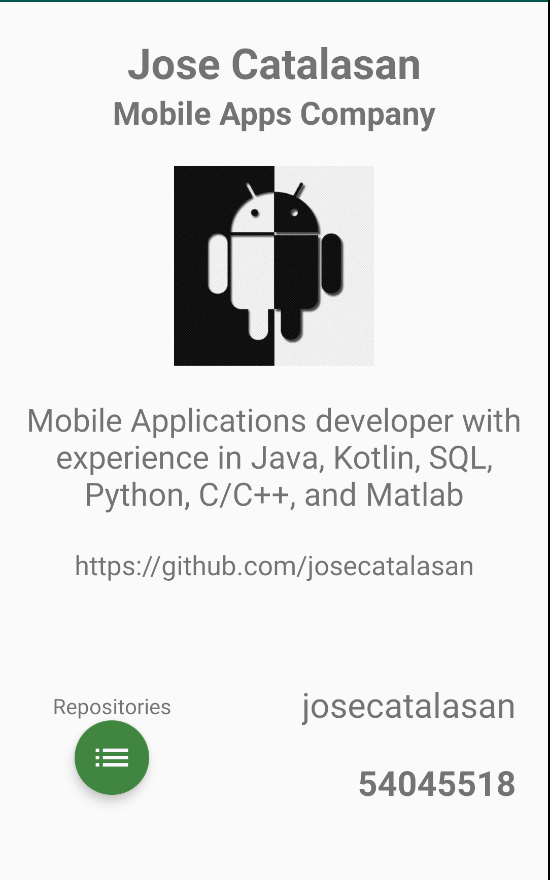 Jose Catalasan
Mobile Apps Company
Mobile Applications developer with
experience in Java, Kotlin, SQL,
Python, C/C++, and Matlab
https://github.com/josecatalasan
Repositories
josecatalasan
54045518